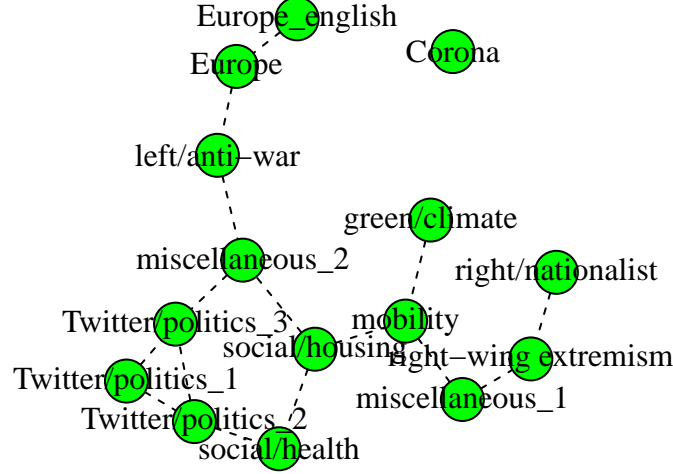 Europe_english
Corona
Europe
left/anti−war
green/climate
miscellaneous_2
right/nationalist
Twitter/politics_3
mobility
social/housing
right−wing extremism
Twitter/politics_1
miscellaneous_1
Twitter/politics_2
social/health